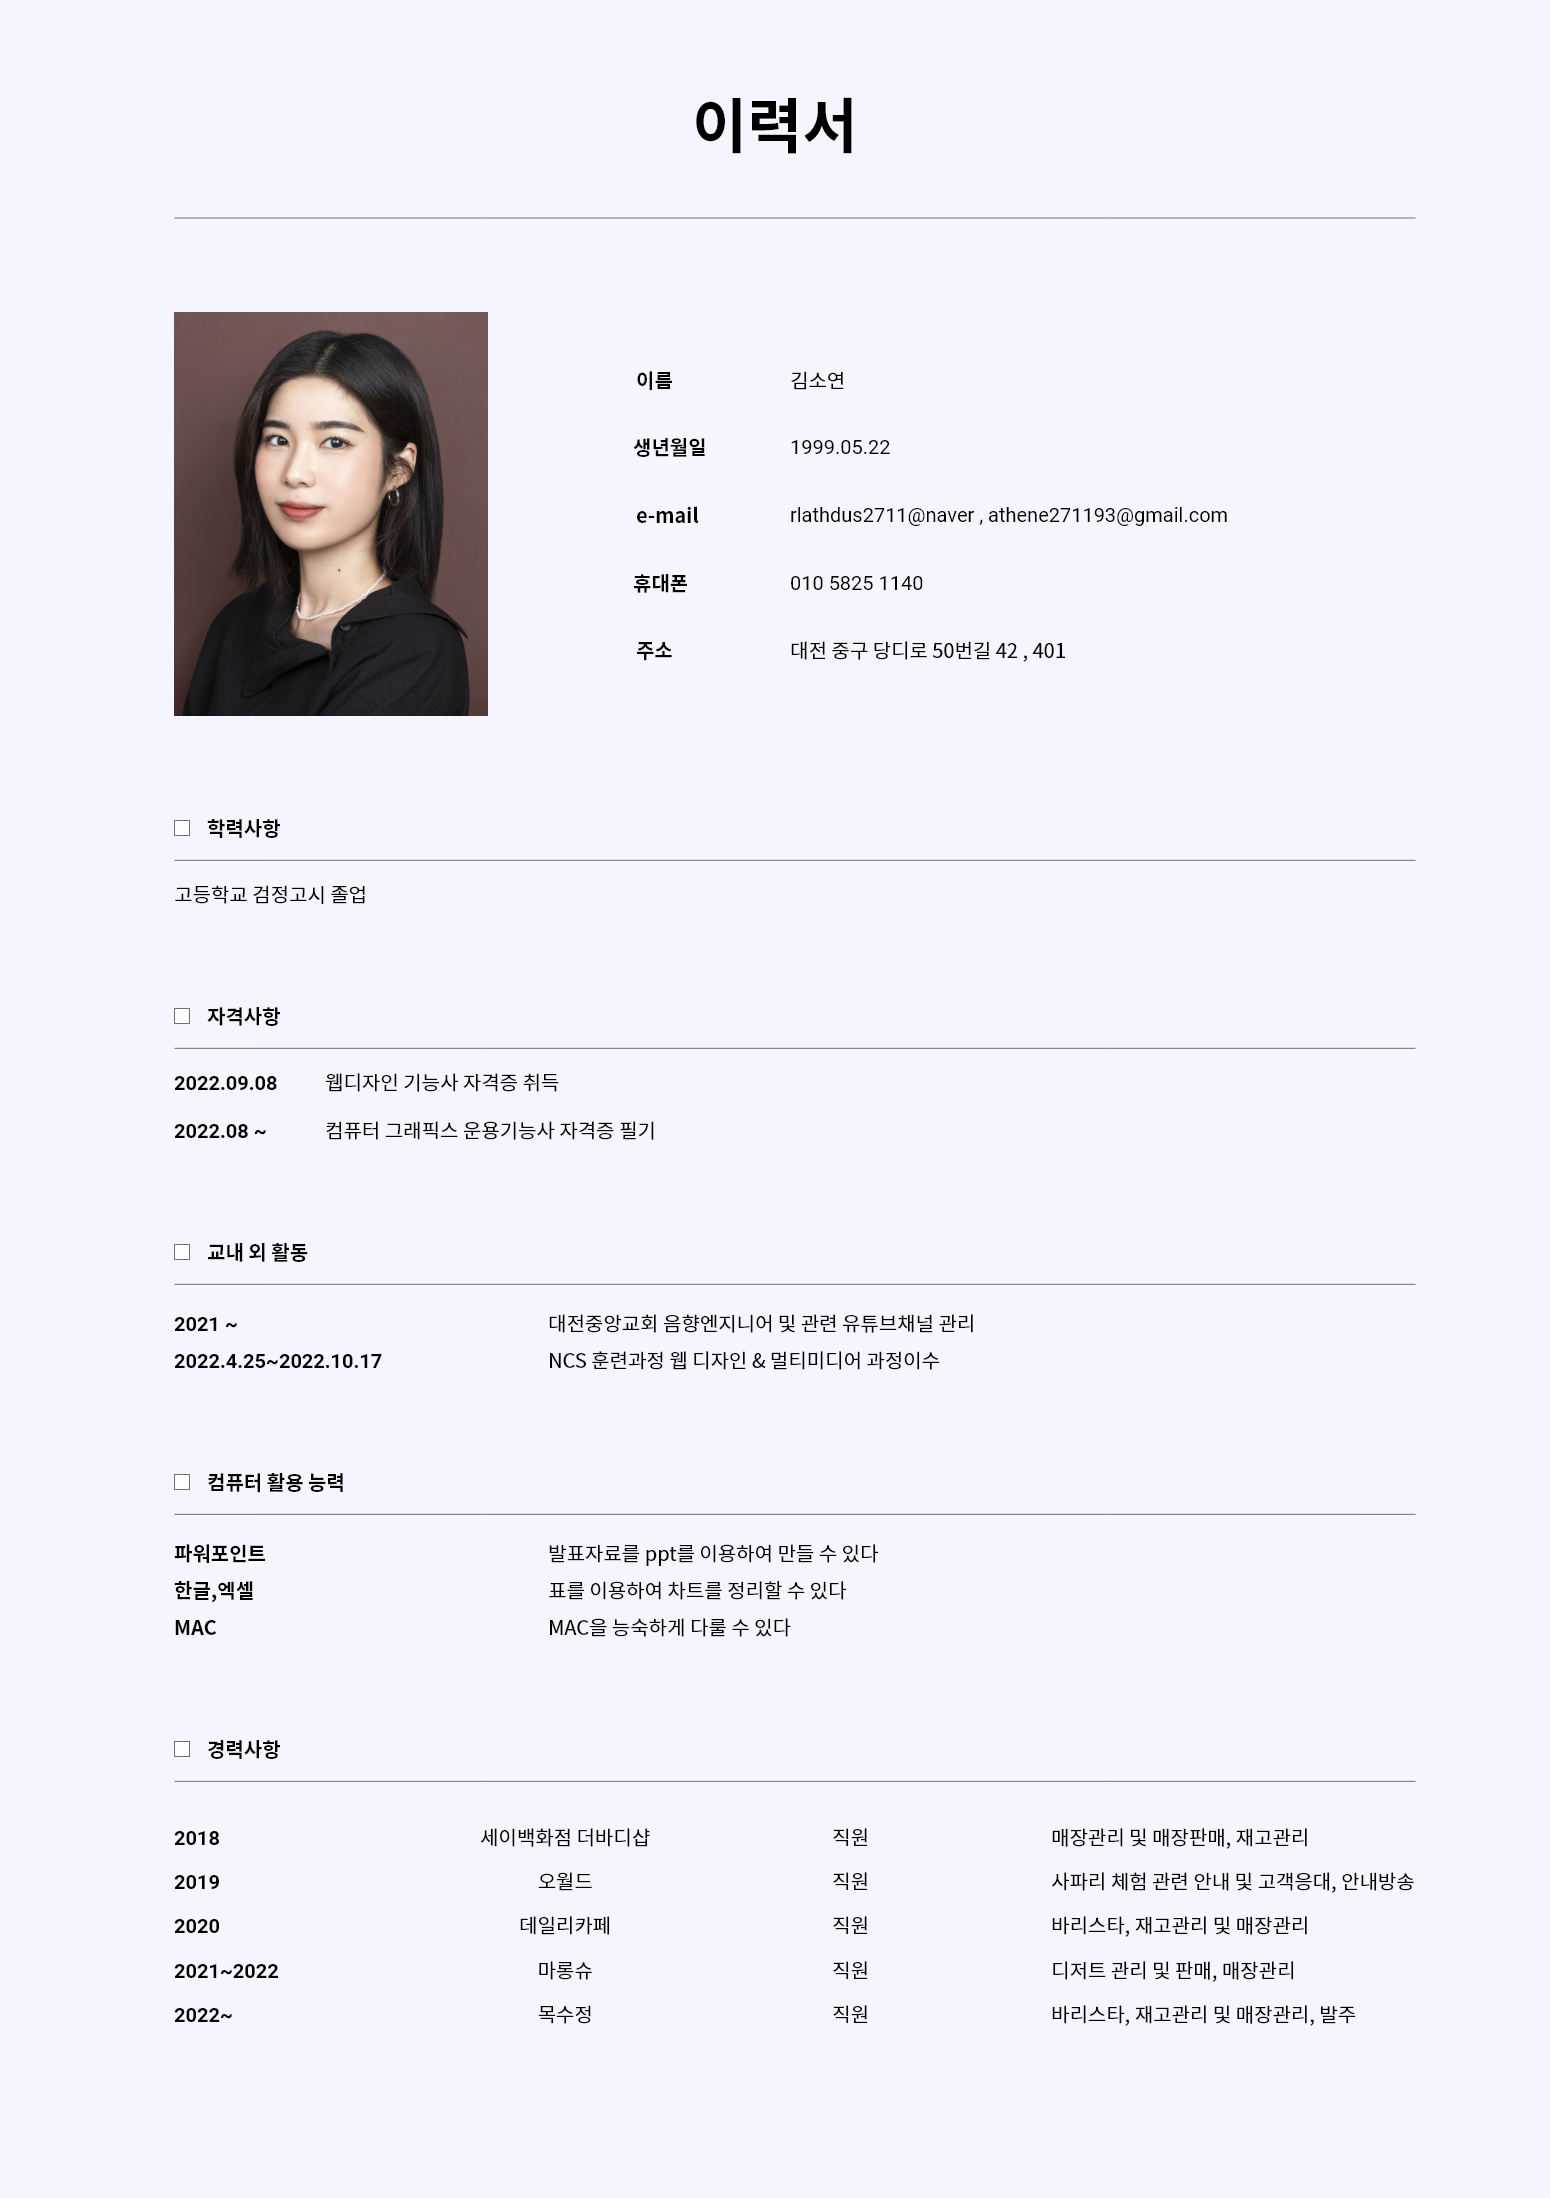 이력서
이름 김소연
생년월일 1999.05.22
e-mail rlathdus2711@naver , athene271193@gmail.com
휴대폰 010 5825 1140
주소 대전 중구 당디로 50번길 42 , 401
학력사항
고등학교 검정고시 졸업
자격사항
2022.09.08 웹디자인 기능사 자격증 취득
2022.08 ~ 컴퓨터 그래픽스 운용기능사 자격증 필기
교내 외 활동
2021 ~ 대전중앙교회 음향엔지니어 및 관련 유튜브채널 관리
2022.4.25~2022.10.17 NCS 훈련과정 웹 디자인 & 멀티미디어 과정이수
컴퓨터 활용 능력
파워포인트 발표자료를 ppt를 이용하여 만들 수 있다
한글,엑셀 표를 이용하여 차트를 정리할 수 있다
MAC MAC을 능숙하게 다룰 수 있다
경력사항
2018 세이백화점 더바디샵 직원 매장관리 및 매장판매, 재고관리
2019 오월드 직원 사파리 체험 관련 안내 및 고객응대, 안내방송
2020 데일리카페 직원 바리스타, 재고관리 및 매장관리
2021~2022 마롱슈 직원 디저트 관리 및 판매, 매장관리
2022~ 목수정 직원 바리스타, 재고관리 및 매장관리, 발주